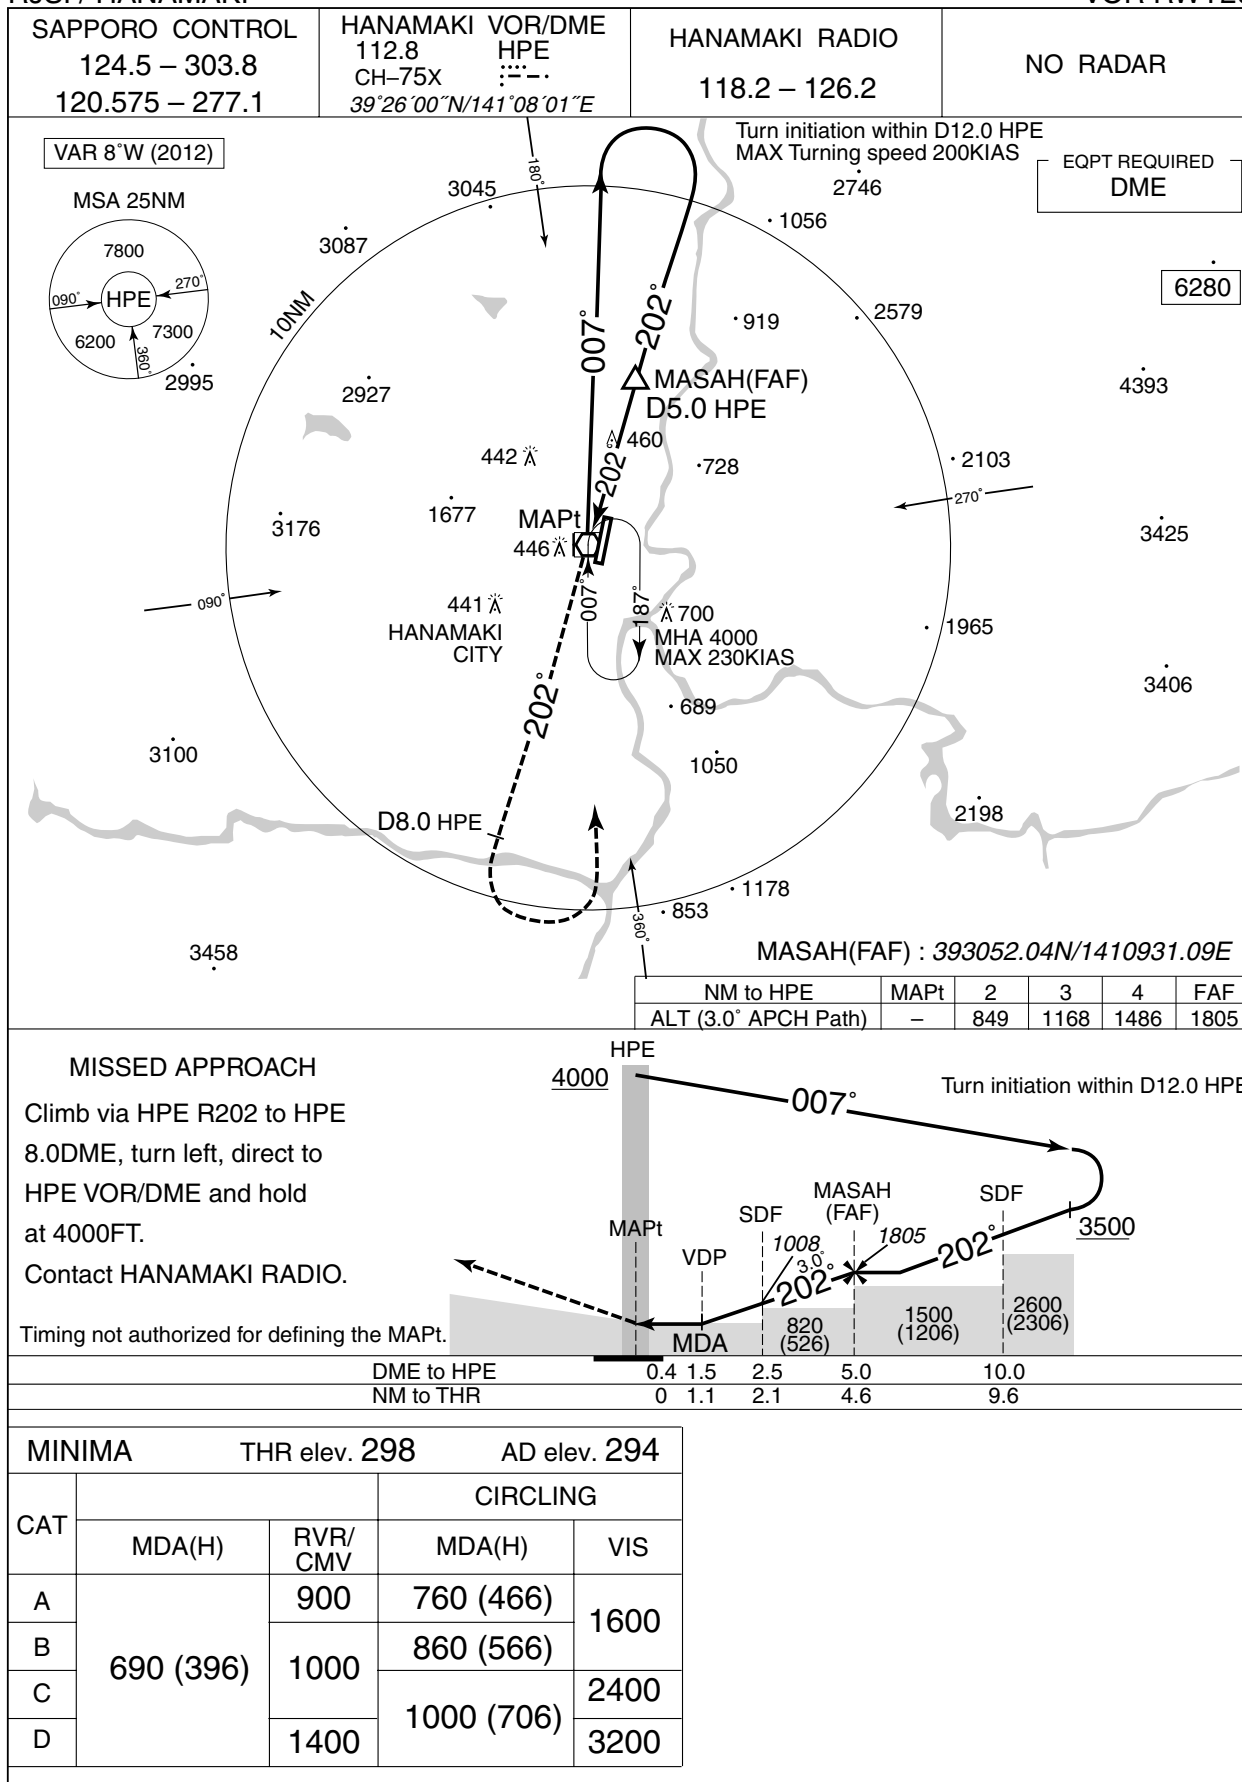 SAPPORO CONTROL
124.5 – 303.8
120.575 – 277.1
HANAMAKI VOR/DME
112.8 HPE
CH–75X
39°26′00″N/141°08′01″E
HANAMAKI RADIO
118.2 – 126.2
NO RADAR
VAR 8°W (2012)
MSA 25NM
7800
090°
HPE
270°
6200
7300
360°
Turn initiation within D12.0 HPE
MAX Turning speed 200KIAS
EQPT REQUIRED
DME
180°
3045
2746
1056
3087
6280
10NM
007°
202°
919
2579
2995
2927
MASAH(FAF)
D5.0 HPE
4393
442
460
728
2103
202°
270°
3176
1677
MAPt
446
3425
090°
441
HANAMAKI
CITY
007°
187°
700
MHA 4000
MAX 230KIAS
1965
3406
202°
689
3100
1050
D8.0 HPE
2198
1178
853
360°
3458
MASAH(FAF) : 393052.04N/1410931.09E
NM to HPE MAPt 2 3 4 FAF
ALT (3.0° APCH Path) – 849 1168 1486 1805
MISSED APPROACH
Climb via HPE R202 to HPE
8.0DME, turn left, direct to
HPE VOR/DME and hold
at 4000FT.
Contact HANAMAKI RADIO.
Timing not authorized for defining the MAPt.
HPE
4000
007°
Turn initiation within D12.0 HPE
MASAH
(FAF)
SDF
SDF
MAPt
VDP
1008
3.0°
1805
202°
202°
3500
MDA
820
(526)
1500
(1206)
2600
(2306)
DME to HPE 0.4 1.5 2.5 5.0 10.0
NM to THR 0 1.1 2.1 4.6 9.6
MINIMA THR elev. 298 AD elev. 294
CAT
CIRCLING
MDA(H) RVR/
CMV MDA(H) VIS
A 900 760 (466) 1600
B 690 (396) 1000 860 (566)
C 1000 (706) 2400
D 1400 3200